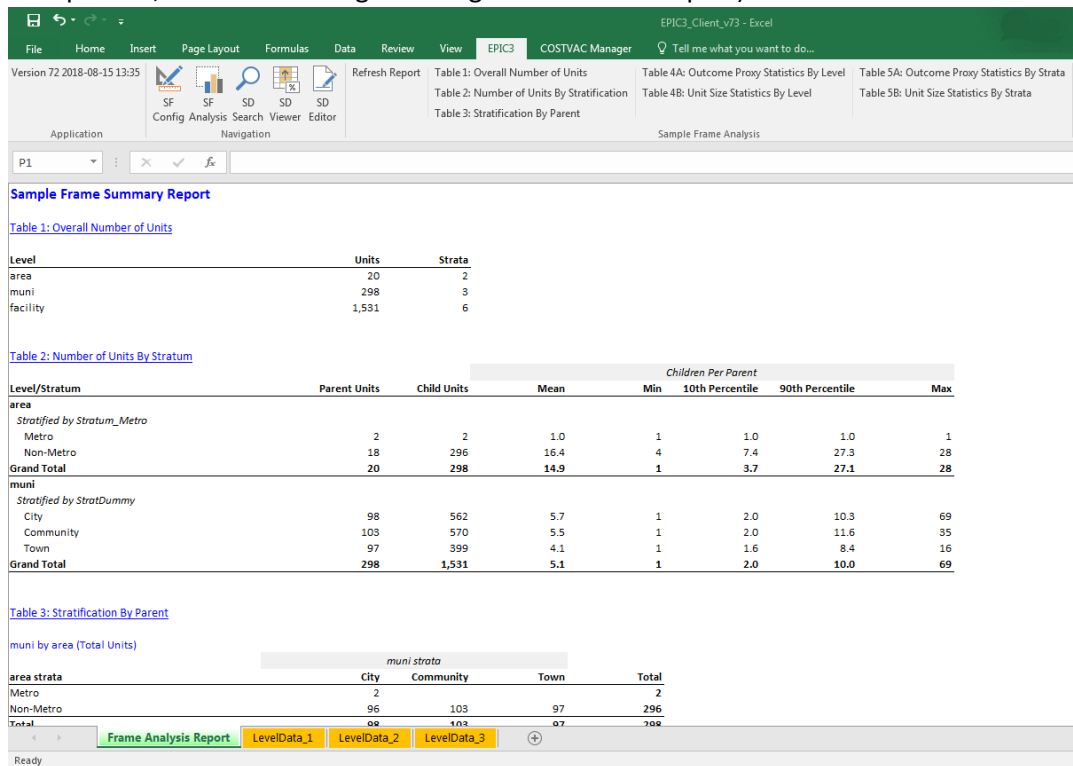 EPIC3_Client_v73 - Excel
File Home Insert Page Layout Formulas Data Review View EPIC3 COSTVAC Manager Tell me what you want to do...
Version 72 2018-08-15 13:35
SF Config
SF Analysis
SD Search
SD Viewer
SD Editor
Refresh Report
Table 1: Overall Number of Units
Table 2: Number of Units By Stratification
Table 3: Stratification By Parent
Table 4A: Outcome Proxy Statistics By Level
Table 4B: Unit Size Statistics By Level
Table 5A: Outcome Proxy Statistics By Strata
Table 5B: Unit Size Statistics By Strata
Application Navigation Sample Frame Analysis
P1 fx
Sample Frame Summary Report
Table 1: Overall Number of Units
Level Units Strata
area 20 2
muni 298 3
facility 1,531 6
Table 2: Number of Units By Stratum
Children Per Parent
Level/Stratum Parent Units Child Units Mean Min 10th Percentile 90th Percentile Max
area
Stratified by Stratum_Metro
Metro 2 2 1.0 1 1.0 1.0 1
Non-Metro 18 296 16.4 4 7.4 27.3 28
Grand Total 20 298 14.9 1 3.7 27.1 28
muni
Stratified by StratDummy
City 98 562 5.7 1 2.0 10.3 69
Community 103 570 5.5 1 2.0 11.6 35
Town 97 399 4.1 1 1.6 8.4 16
Grand Total 298 1,531 5.1 1 2.0 10.0 69
Table 3: Stratification By Parent
muni by area (Total Units)
muni strata
area strata City Community Town Total
Metro 2 2
Non-Metro 96 103 97 296
Total 98 103 97 298
Frame Analysis Report LevelData_1 LevelData_2 LevelData_3
Ready